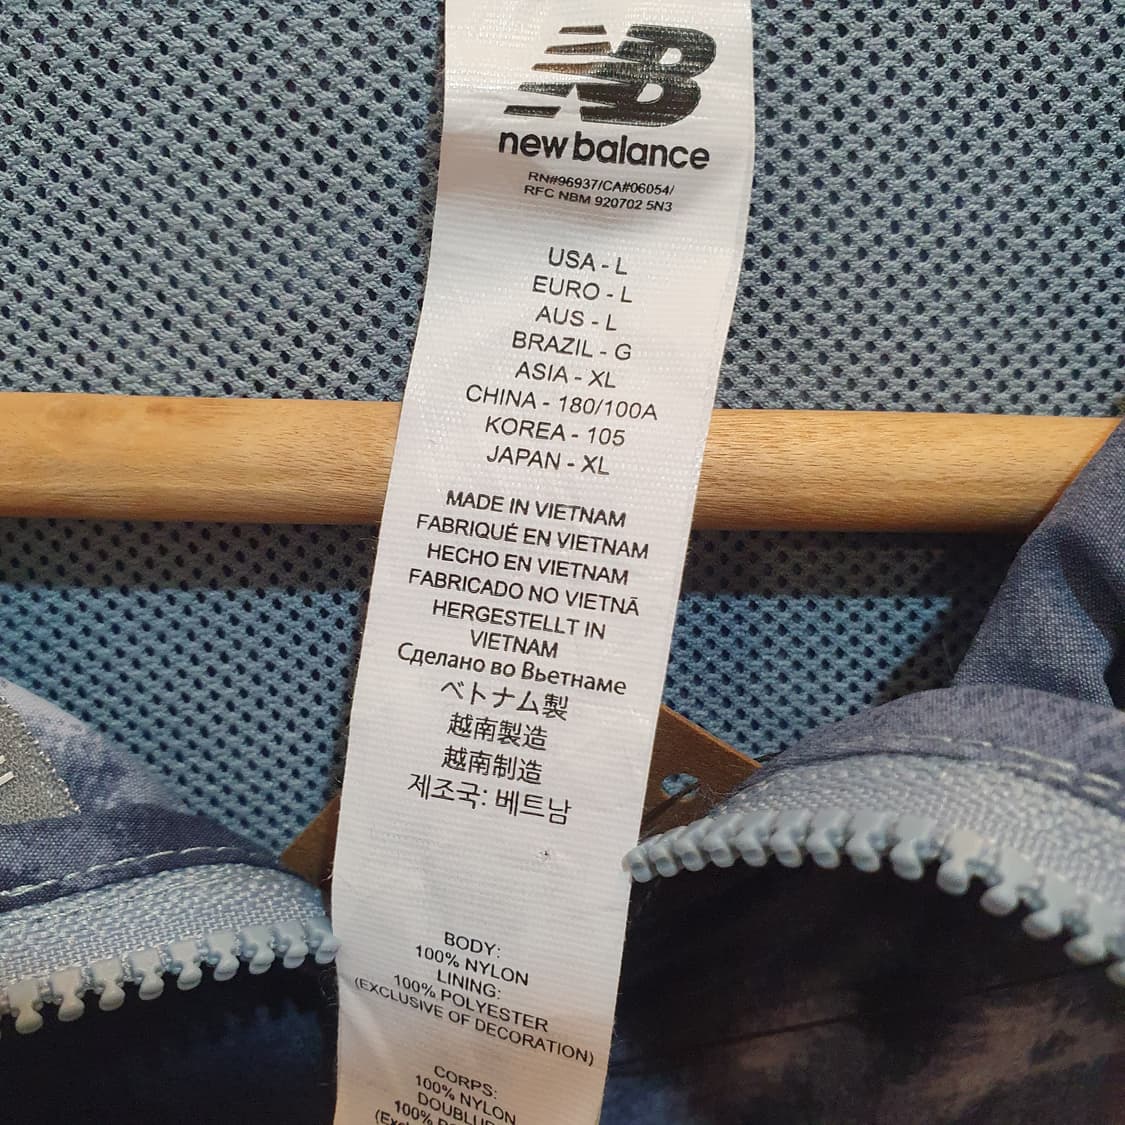 NB
new balance
RN#96937/CA#06054/
RFC NBM 920702 5N3
USA - L
EURO - L
AUS - L
BRAZIL - G
ASIA - XL
CHINA - 180/100A
KOREA - 105
JAPAN - XL
MADE IN VIETNAM
FABRIQUÉ EN VIETNAM
HECHO EN VIETNAM
FABRICADO NO VIETNÃ
HERGESTELLT IN
VIETNAM
Сделано во Вьетнаме
ベトナム製
越南製造
越南制造
제조국: 베트남
BODY:
100% NYLON
LINING:
100% POLYESTER
(EXCLUSIVE OF DECORATION)
CORPS:
100% NYLON
100%